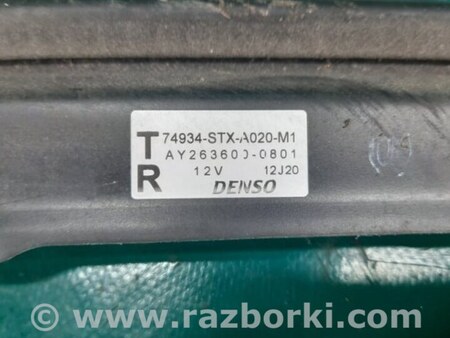 T 74934-STX-A020-M1
R AY263600-0801
12V 12J20
DENSO
www.razborki.com